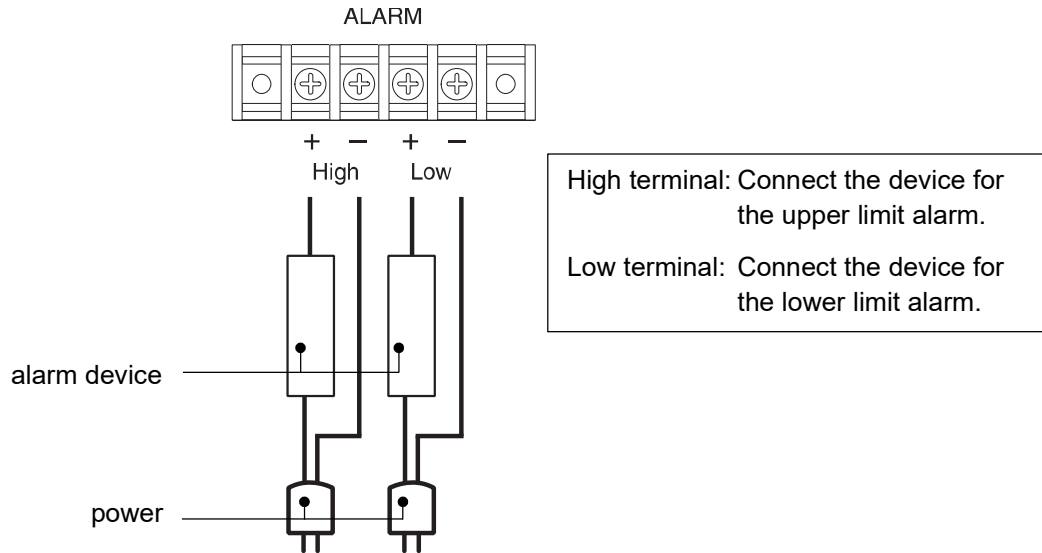 ALARM
+ − + −
High Low
High terminal: Connect the device for
the upper limit alarm.
Low terminal: Connect the device for
the lower limit alarm.
alarm device
power